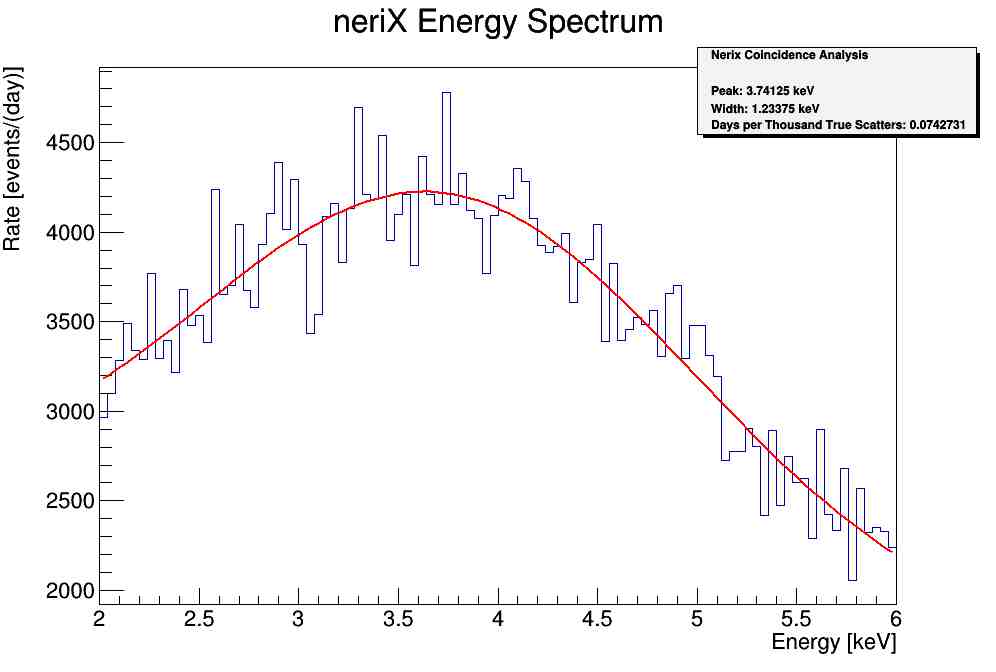 neriX Energy Spectrum
Nerix Coincidence Analysis
Peak: 3.74125 keV
Width: 1.23375 keV
Days per Thousand True Scatters: 0.0742731
Rate [events/(day)]
4500
4000
3500
3000
2500
2000
2 2.5 3 3.5 4 4.5 5 5.5 6
Energy [keV]